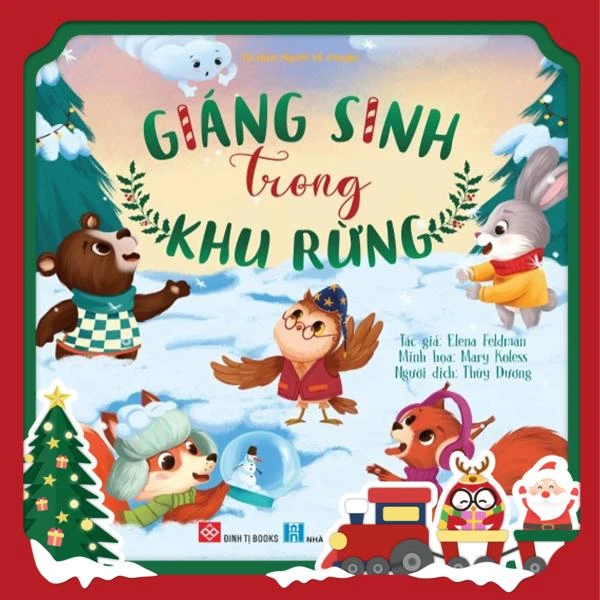 Tủ sách Người kể chuyện
GIÁNG SINH
trong
KHU RỪNG
Tác giả: Elena Feldman
Minh họa: Mary Koless
Người dịch: Thùy Dương
ĐINH TỊ BOOKS
NHÀ